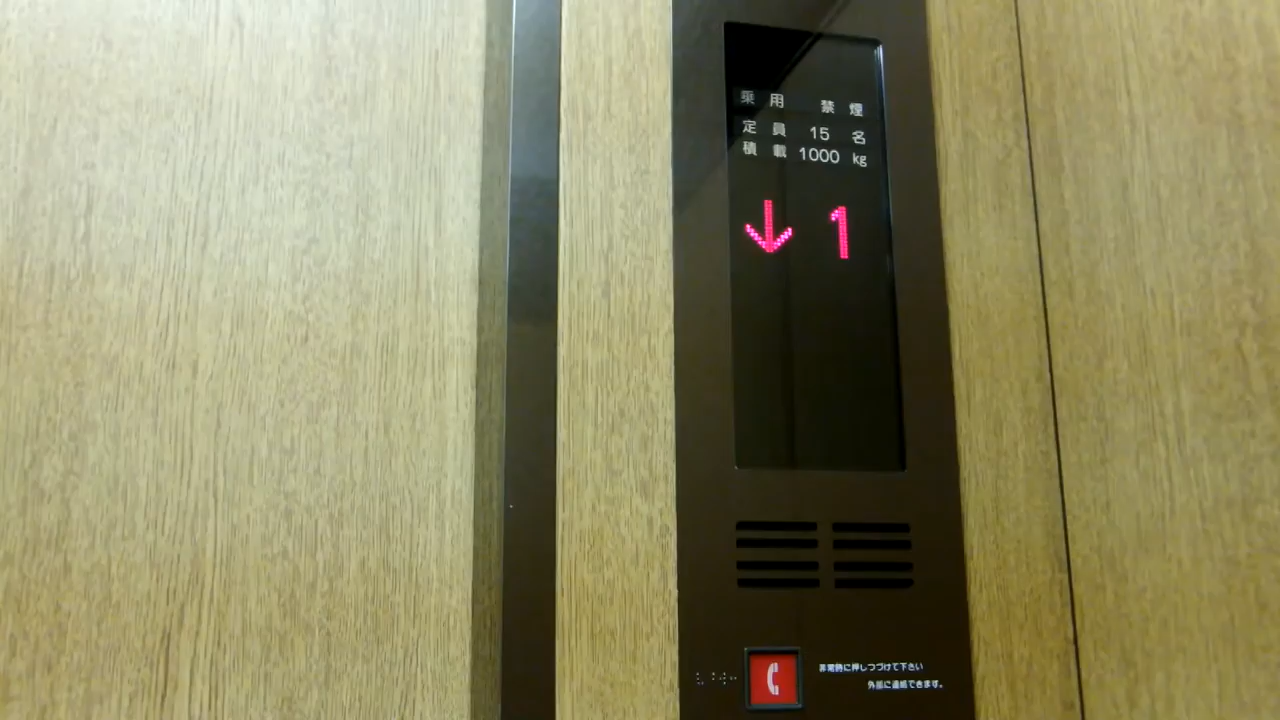 乗用 禁煙
定員 15 名
積載 1000 kg
↓ 1
非常時に押しつづけて下さい
外部に連絡できます。